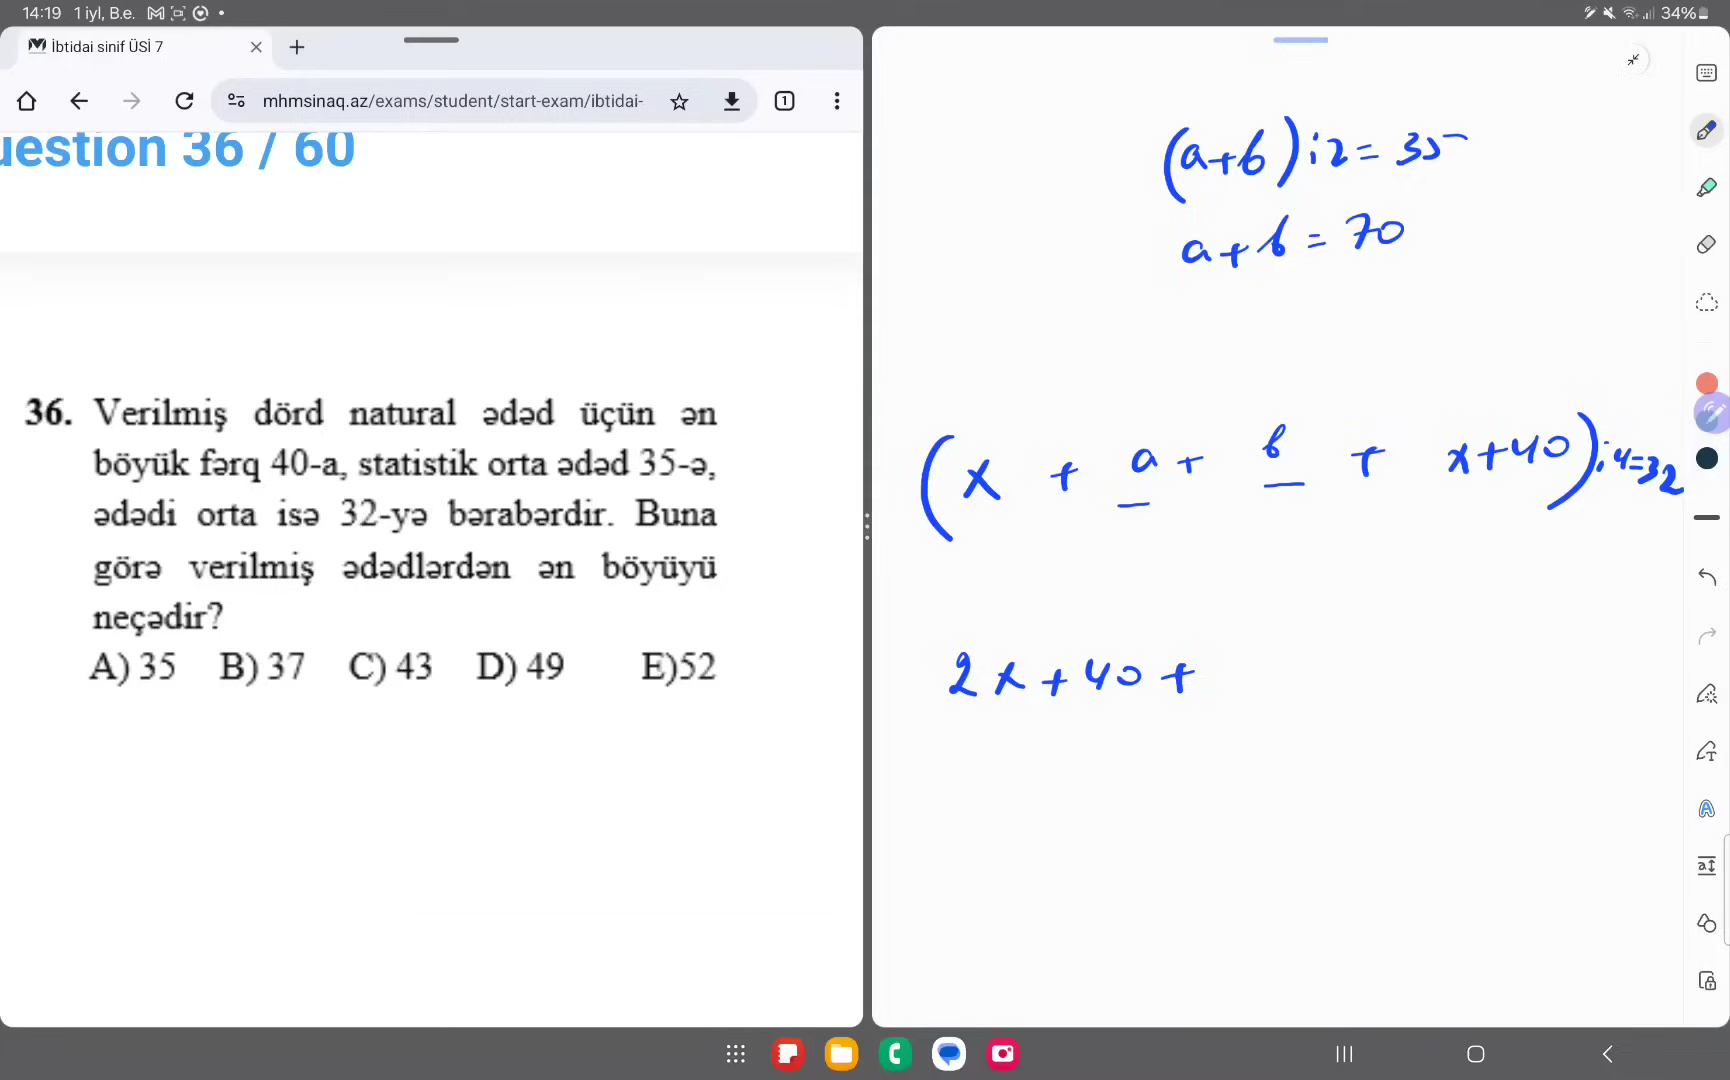 14:19 1 iyl, B.e.
34%
İbtidai sinif ÜSİ 7
mhmsinaq.az/exams/student/start-exam/ibtidai-
1
uestion 36 / 60
36. Verilmiş dörd natural ədəd üçün ən
böyük fərq 40-a, statistik orta ədəd 35-ə,
ədədi orta isə 32-yə bərabərdir. Buna
görə verilmiş ədədlərdən ən böyüyü
neçədir?
A) 35 B) 37 C) 43 D) 49 E)52
(a+b):2=35
a+b=70
(x + a + b + x+40):4=32
2x+40+